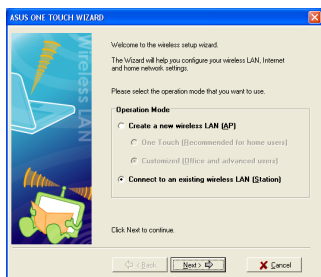 ASUS ONE TOUCH WIZARD
Wireless LAN
Welcome to the wireless setup wizard.
The Wizard will help you configure your wireless LAN, Internet
and home network settings.
Please select the operation mode that you want to use.
Operation Mode
Create a new wireless LAN (AP)
One Touch (Recommended for home users)
Customized (Office and advanced users)
Connect to an existing wireless LAN (Station)
Click Next to continue.
< Back
Next >
Cancel